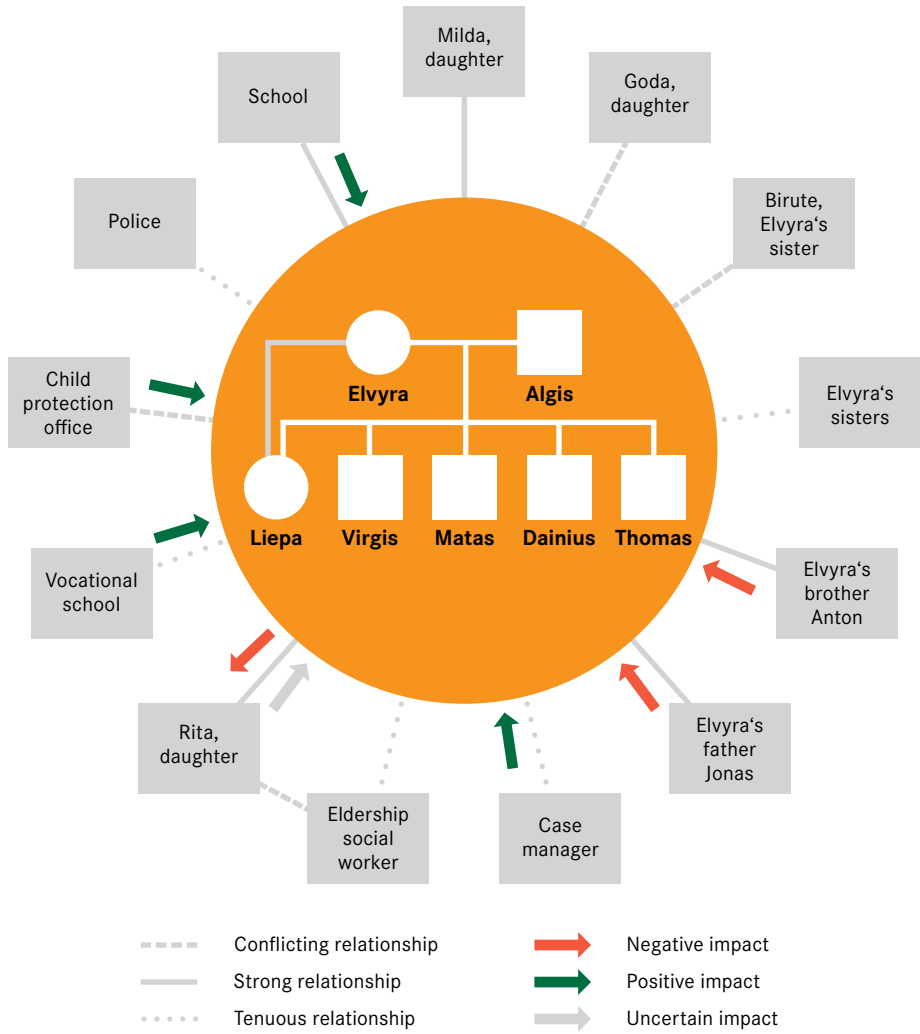 Milda,
daughter
School
Goda,
daughter
Police
Birute,
Elvyra‘s
sister
Elvyra
Algis
Child
protection
office
Elvyra‘s
sisters
Liepa
Virgis
Matas
Dainius
Thomas
Vocational
school
Elvyra‘s
brother
Anton
Rita,
daughter
Elvyra‘s
father
Jonas
Eldership
social
worker
Case
manager
Conflicting relationship
Negative impact
Strong relationship
Positive impact
Tenuous relationship
Uncertain impact